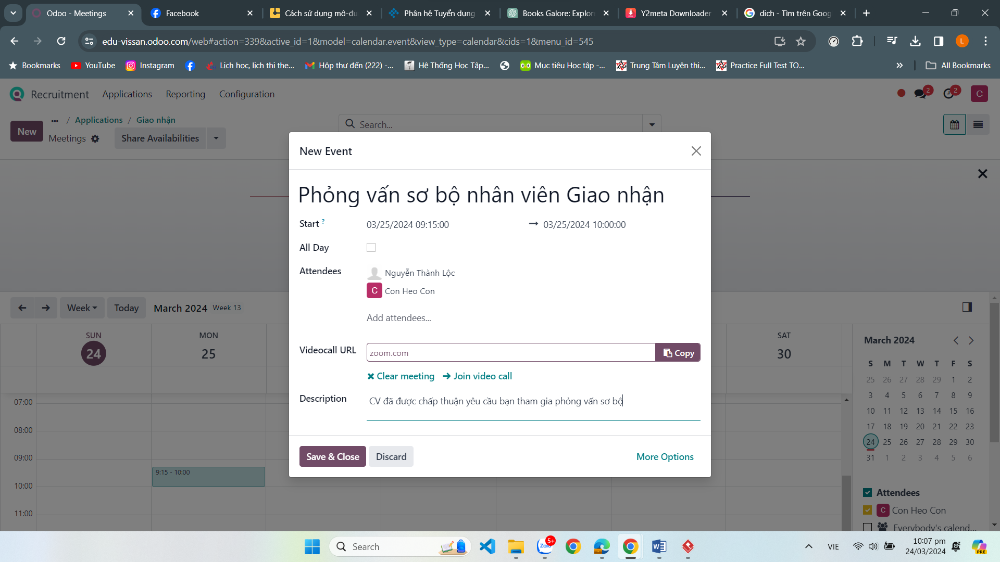 Odoo - Meetings
Facebook
Cách sử dụng mô-đu
Phân hệ Tuyển dụng
Books Galore: Explor
Y2meta Downloader
dich - Tìm trên Goog
edu-vissan.odoo.com/web#action=339&active_id=1&model=calendar.event&view_type=calendar&cids=1&menu_id=545
L
Bookmarks
YouTube
Instagram
Lịch học, lịch thi the...
Hộp thư đến (222) -...
Hệ Thống Học Tập...
Mục tiêu Học tập -...
Trung Tâm Luyện thi...
Practice Full Test TO...
All Bookmarks
Recruitment
Applications
Reporting
Configuration
2
2
C
New
... / Applications / Giao nhận
Meetings
Share Availabilities
Search...
New Event
Phỏng vấn sơ bộ nhân viên Giao nhận
Start ?
03/25/2024 09:15:00
03/25/2024 10:00:00
All Day
Attendees
Nguyễn Thành Lộc
C Con Heo Con
Add attendees...
Videocall URL
zoom.com
Copy
Clear meeting
Join video call
Description
CV đã được chấp thuận yêu cầu bạn tham gia phỏng vấn sơ bộ
Save & Close
Discard
More Options
Week
Today
March 2024
Week 13
SUN
24
MON
25
SAT
30
07:00
08:00
09:00
9:15 - 10:00
10:00
11:00
March 2024
S M T W T F S
25 26 27 28 29 1 2
3 4 5 6 7 8 9
10 11 12 13 14 15 16
17 18 19 20 21 22 23
24 25 26 27 28 29 30
31 1 2 3 4 5 6
Attendees
C Con Heo Con
Everybody's calend...
Search
Zalo
5+
W
VIE
10:07 pm
24/03/2024
PRE